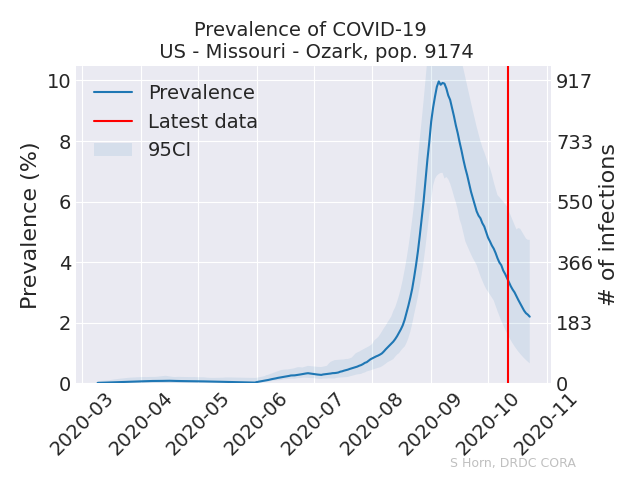 Prevalence of COVID-19
US - Missouri - Ozark, pop. 9174
Prevalence (%)
10
8
6
4
2
0
Prevalence
Latest data
95CI
917
733
550
366
183
0
# of infections
2020-03
2020-04
2020-05
2020-06
2020-07
2020-08
2020-09
2020-10
2020-11
S Horn, DRDC CORA